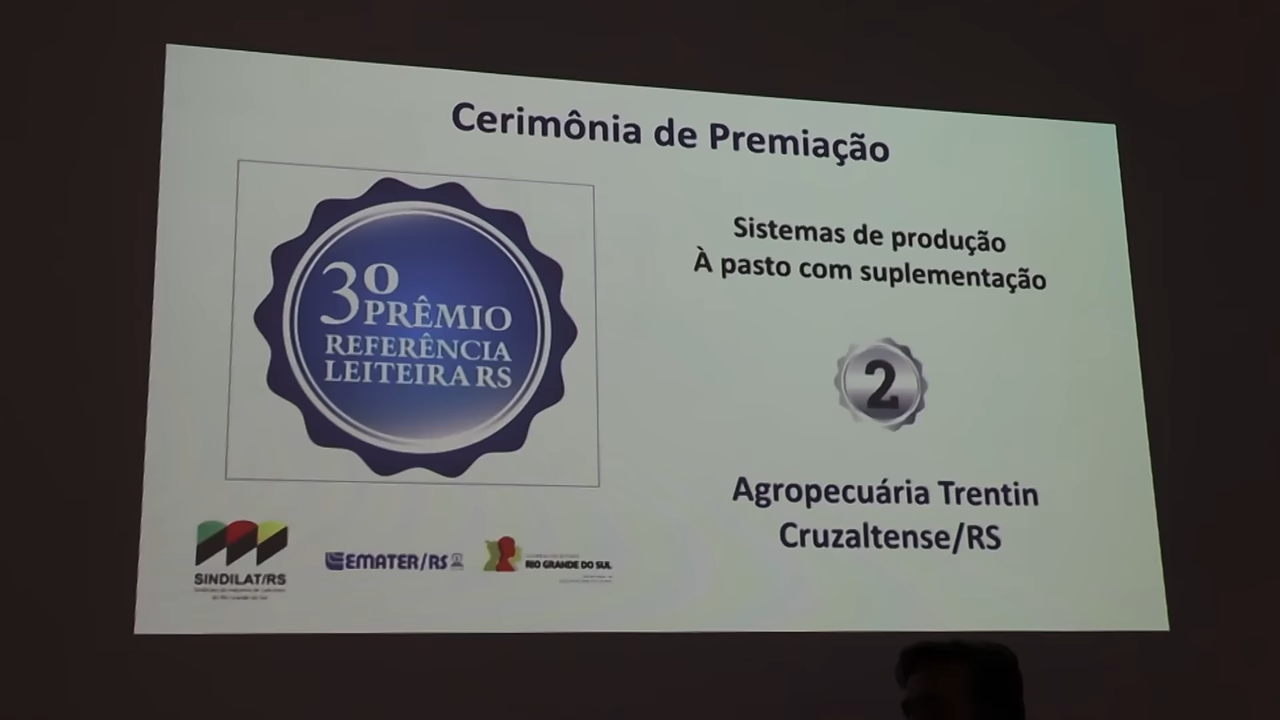 Cerimônia de Premiação
3º
PRÊMIO
REFERÊNCIA
LEITEIRA RS
Sistemas de produção
À pasto com suplementação
2
Agropecuária Trentin
Cruzaltense/RS
SINDILAT/RS
EMATER/RS
RIO GRANDE DO SUL